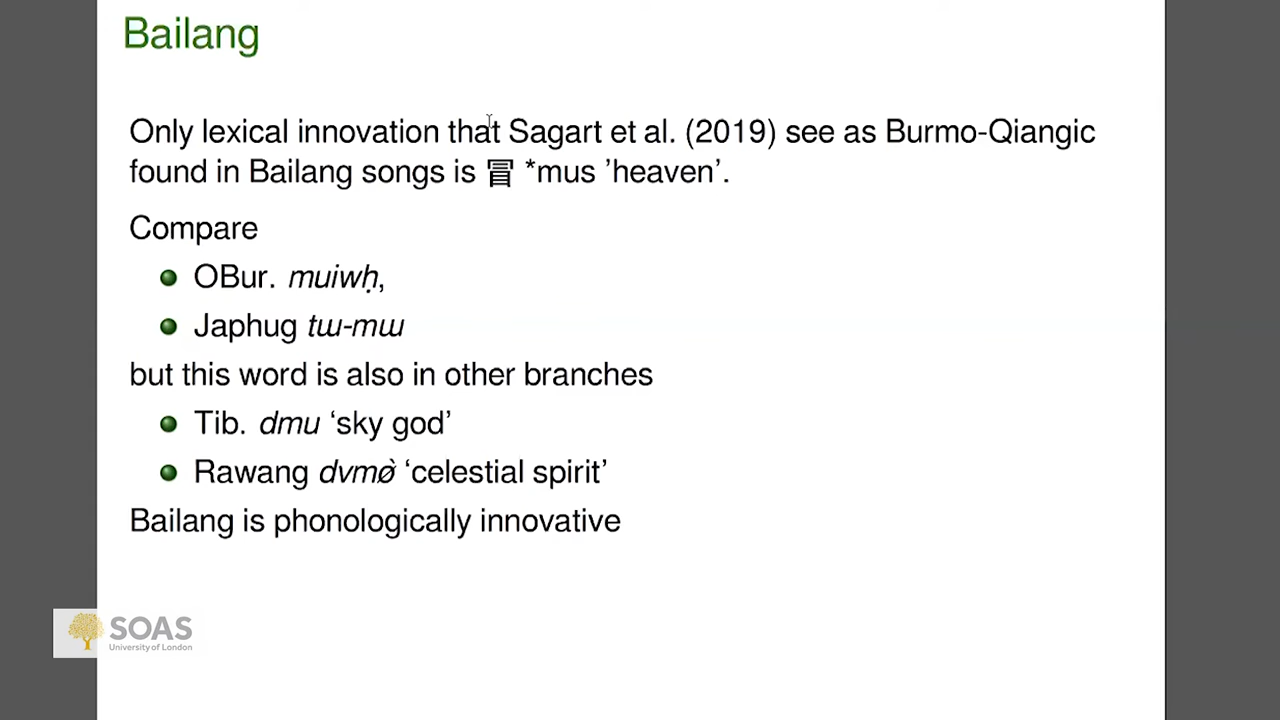 Bailang
Only lexical innovation that Sagart et al. (2019) see as Burmo-Qiangic
found in Bailang songs is 冒 *mus ’heaven’.
Compare
OBur. muiwḥ,
Japhug tɯ-mɯ
but this word is also in other branches
Tib. dmu ‘sky god’
Rawang dvmø̀ ‘celestial spirit’
Bailang is phonologically innovative
SOAS
University of London